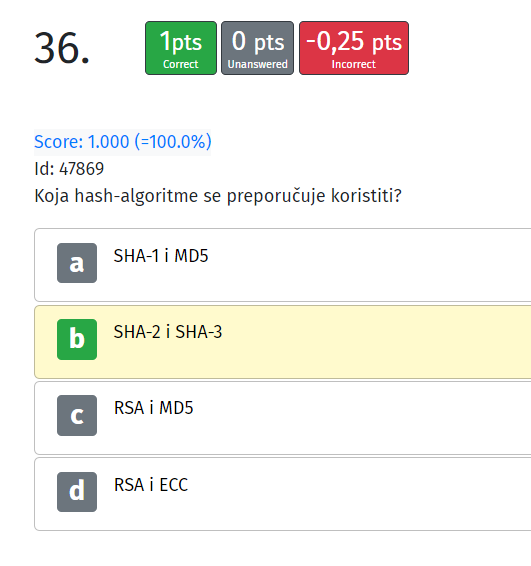 36.
1pts
Correct
0 pts
Unanswered
-0,25 pts
Incorrect
Score: 1.000 (=100.0%)
Id: 47869
Koja hash-algoritme se preporučuje koristiti?
a SHA-1 i MD5
b SHA-2 i SHA-3
c RSA i MD5
d RSA i ECC